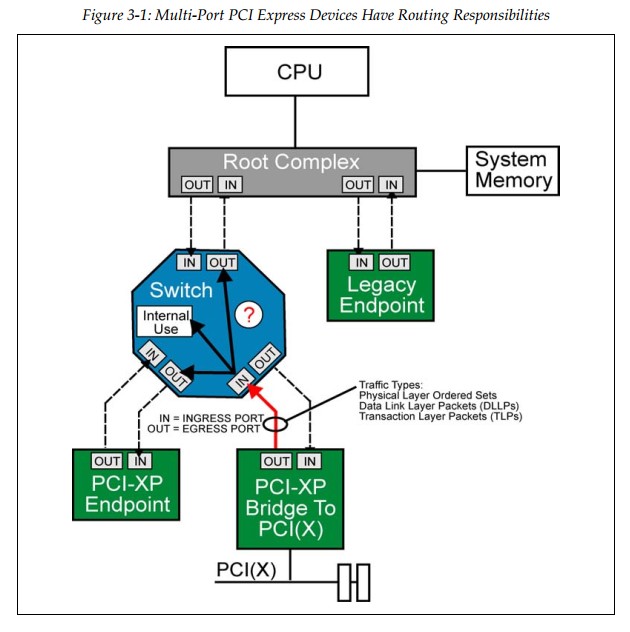 Figure 3-1: Multi-Port PCI Express Devices Have Routing Responsibilities
CPU
Root Complex
OUT IN
OUT IN
System
Memory
IN OUT
Switch
Internal
Use
?
IN OUT
IN OUT
IN OUT
Legacy
Endpoint
Traffic Types:
Physical Layer Ordered Sets
Data Link Layer Packets (DLLPs)
Transaction Layer Packets (TLPs)
IN = INGRESS PORT
OUT = EGRESS PORT
OUT IN
PCI-XP
Endpoint
OUT IN
PCI-XP
Bridge To
PCI(X)
PCI(X)